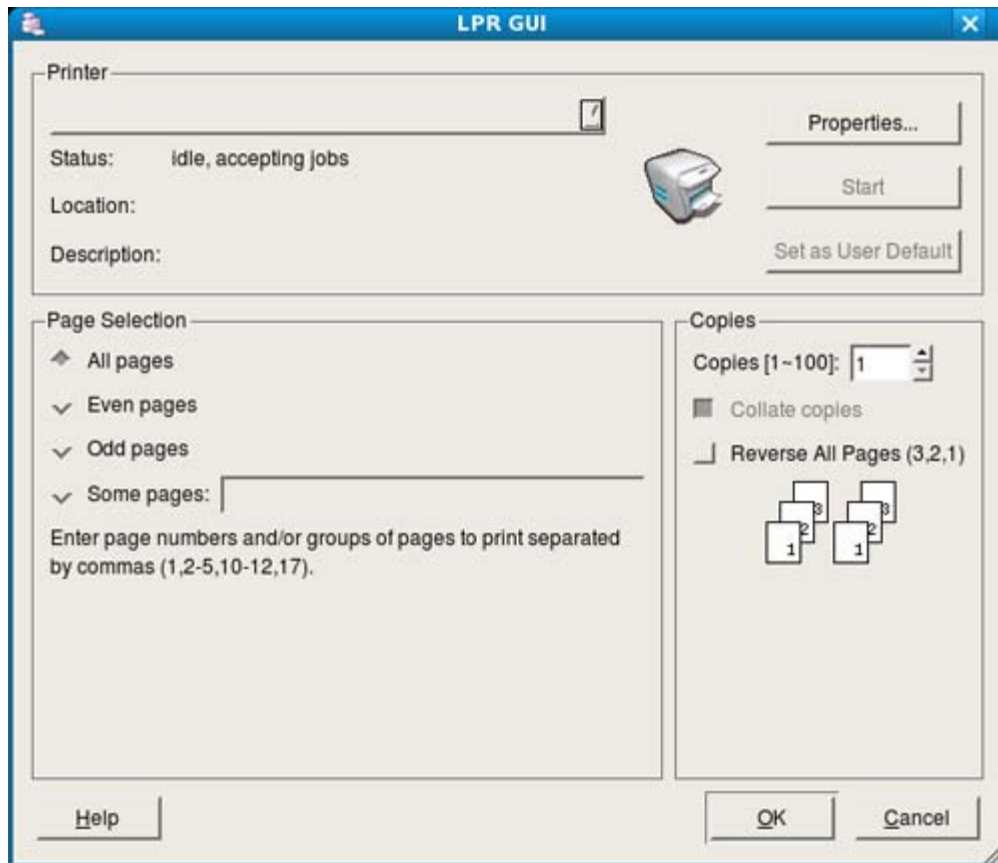 LPR GUI
Printer
Properties...
Status: idle, accepting jobs
Start
Location:
Set as User Default
Description:
Page Selection
All pages
Even pages
Odd pages
Some pages:
Enter page numbers and/or groups of pages to print separated
by commas (1,2-5,10-12,17).
Copies
Copies [1~100]: 1
Collate copies
Reverse All Pages (3,2,1)
3 3
2 2
1 1
Help
OK
Cancel